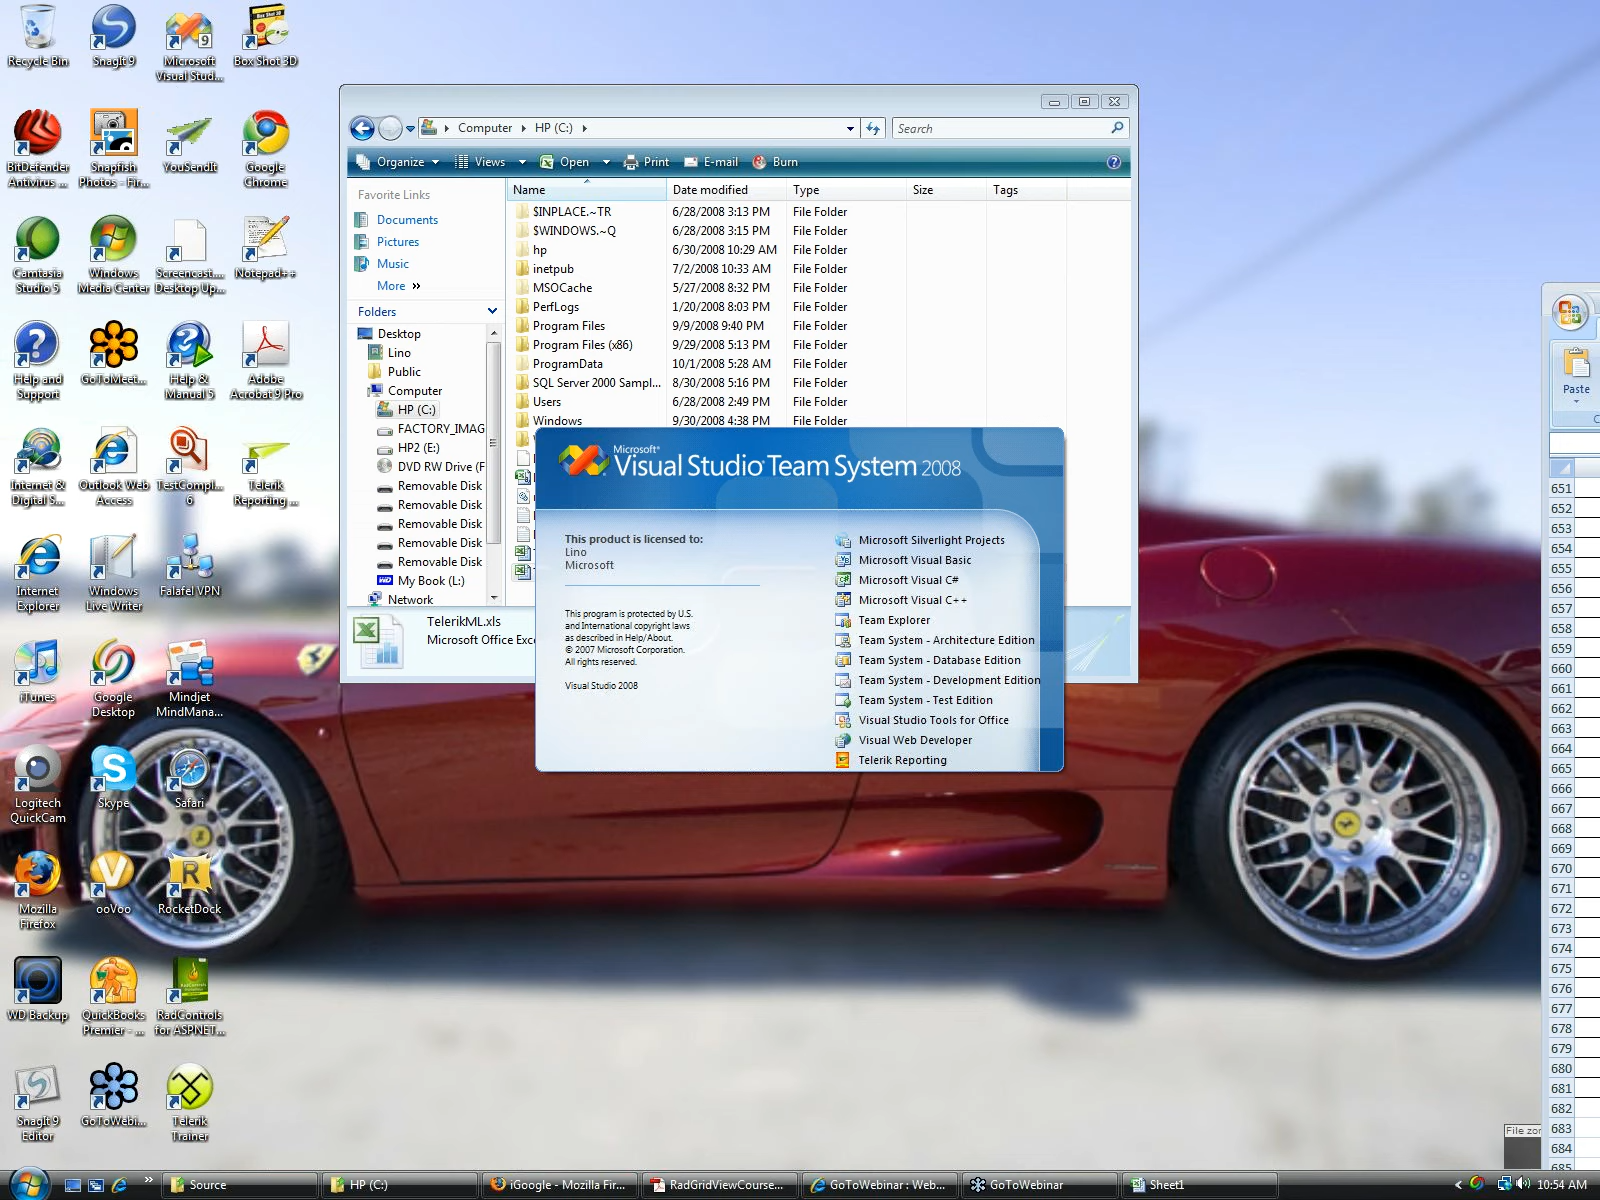 Recycle Bin
SnagIt 9
Microsoft
Visual Stud...
9
Box Shot 3D
BitDefender
Antivirus ...
Snapfish
Photos - Fir...
YouSendIt
Google
Chrome
Camtasia
Studio 5
Windows
Media Center
Screencast....
Desktop Up...
Notepad++
Help and
Support
GoToMeet...
Help &
Manual 5
Adobe
Acrobat 9 Pro
Internet &
Digital S...
Outlook Web
Access
TestCompl...
6
Telerik
Reporting ...
Internet
Explorer
Windows
Live Writer
Falafel VPN
iTunes
Google
Desktop
Mindjet
MindMana...
Logitech
QuickCam
Skype
Safari
Mozilla
Firefox
ooVoo
RocketDock
WD Backup
QuickBooks
Premier - ...
RadControls
for ASP.NET...
SnagIt 9
Editor
GoToWebi...
Telerik
Trainer
Computer
HP (C:)
Search
Organize
Views
Open
Print
E-mail
Burn
Favorite Links
Documents
Pictures
Music
More »
Folders
Desktop
Lino
Public
Computer
HP (C:)
FACTORY_IMAG
HP2 (E:)
DVD RW Drive (F
Removable Disk
Removable Disk
Removable Disk
Removable Disk
Removable Disk
My Book (L:)
Network
Name Date modified Type Size Tags
$INPLACE.~TR 6/28/2008 3:13 PM File Folder
$WINDOWS.~Q 6/28/2008 3:15 PM File Folder
hp 6/30/2008 10:29 AM File Folder
inetpub 7/2/2008 10:33 AM File Folder
MSOCache 5/27/2008 8:32 PM File Folder
PerfLogs 1/20/2008 8:03 PM File Folder
Program Files 9/9/2008 9:40 PM File Folder
Program Files (x86) 9/29/2008 5:13 PM File Folder
ProgramData 10/1/2008 5:28 AM File Folder
SQL Server 2000 Sampl... 8/30/2008 5:16 PM File Folder
Users 6/28/2008 2:49 PM File Folder
Windows 9/30/2008 4:38 PM File Folder
TelerikML.xls
Microsoft Office Exc
Microsoft®
Visual Studio® Team System 2008
This product is licensed to:
Lino
Microsoft
This program is protected by U.S.
and International copyright laws
as described in Help/About.
© 2007 Microsoft Corporation.
All rights reserved.
Visual Studio 2008
Microsoft Silverlight Projects
Microsoft Visual Basic
Microsoft Visual C#
Microsoft Visual C++
Team Explorer
Team System - Architecture Edition
Team System - Database Edition
Team System - Development Edition
Team System - Test Edition
Visual Studio Tools for Office
Visual Web Developer
Telerik Reporting
Paste
651
652
653
654
655
656
657
658
659
660
661
662
663
664
665
666
667
668
669
670
671
672
673
674
675
676
677
678
679
680
681
682
683
684
685
File zon
Source
HP (C:)
iGoogle - Mozilla Fir...
RadGridViewCourse...
GoToWebinar : Web...
GoToWebinar
Sheet1
10:54 AM